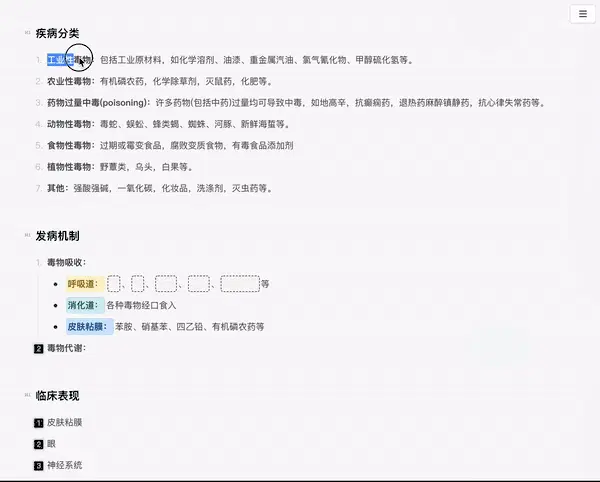 H2 疾病分类
1. 工业性毒物：包括工业原材料，如化学溶剂、油漆、重金属汽油、氯气氰化物、甲醇硫化氢等。
2. 农业性毒物：有机磷农药，化学除草剂，灭鼠药，化肥等。
3. 药物过量中毒(poisoning)：许多药物(包括中药)过量均可导致中毒，如地高辛，抗癫痫药，退热药麻醉镇静药，抗心律失常药等。
4. 动物性毒物：毒蛇、蜈蚣、蜂类蝎、蜘蛛、河豚、新鲜海蜇等。
5. 食物性毒物：过期或霉变食品，腐败变质食物，有毒食品添加剂
6. 植物性毒物：野蕈类，乌头，白果等。
7. 其他：强酸强碱，一氧化碳，化妆品，洗涤剂，灭虫药等。
H2 发病机制
1. 毒物吸收：
呼吸道：、、、、等
消化道：各种毒物经口食入
皮肤粘膜：苯胺、硝基苯、四乙铅、有机磷农药等
2 毒物代谢：
H2 临床表现
1 皮肤粘膜
2 眼
3 神经系统